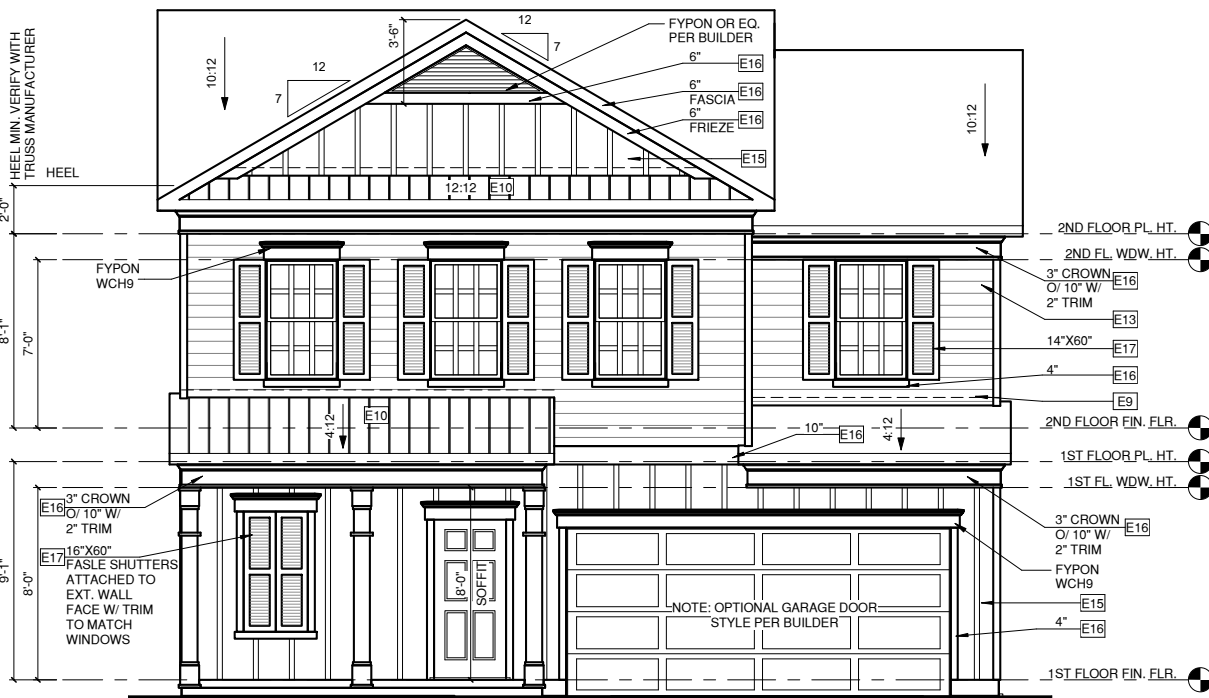 HEEL MIN. VERIFY WITH
TRUSS MANUFACTURER
HEEL
2'-0"
8'-1"
7'-0"
9'-1"
8'-0"
10:12
12
7
3'-6"
12
7
FYPON OR EQ.
PER BUILDER
6" E16
6" E16
FASCIA
6" E16
FRIEZE
E15
12:12 E10
10:12
FYPON
WCH9
2ND FLOOR PL. HT.
2ND FL. WDW. HT.
3" CROWN
O/ 10" W/ E16
2" TRIM
E13
14"X60" E17
4" E16
E9
2ND FLOOR FIN. FLR.
1ST FLOOR PL. HT.
1ST FL. WDW. HT.
E10
4:12
10" E16
4:12
E16 3" CROWN
O/ 10" W/
2" TRIM
E17 16"X60"
FASLE SHUTTERS
ATTACHED TO
EXT. WALL
FACE W/ TRIM
TO MATCH
WINDOWS
8'-0"
SOFFIT
NOTE: OPTIONAL GARAGE DOOR
STYLE PER BUILDER
3" CROWN
O/ 10" W/ E16
2" TRIM
FYPON
WCH9
E15
4" E16
1ST FLOOR FIN. FLR.